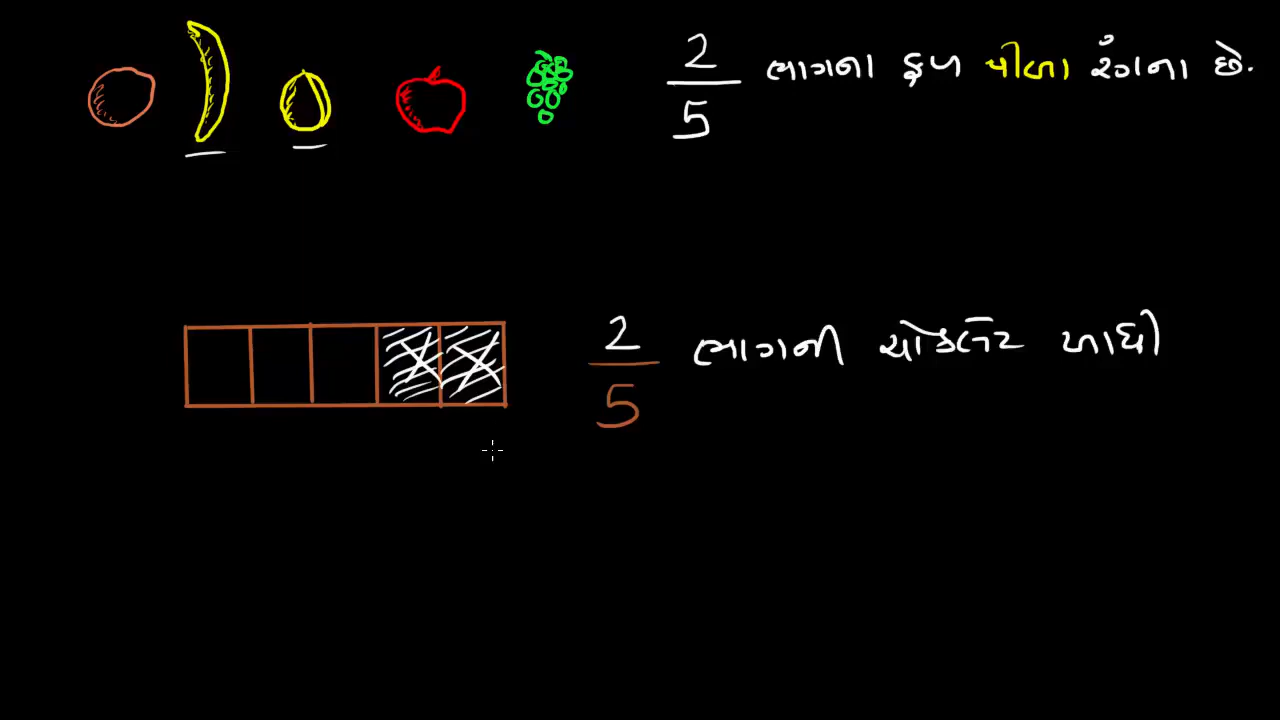 2/5 ભાગના ફળ પીળા રંગના છે.
2/5 ભાગની ચોકલેટ ખાધી